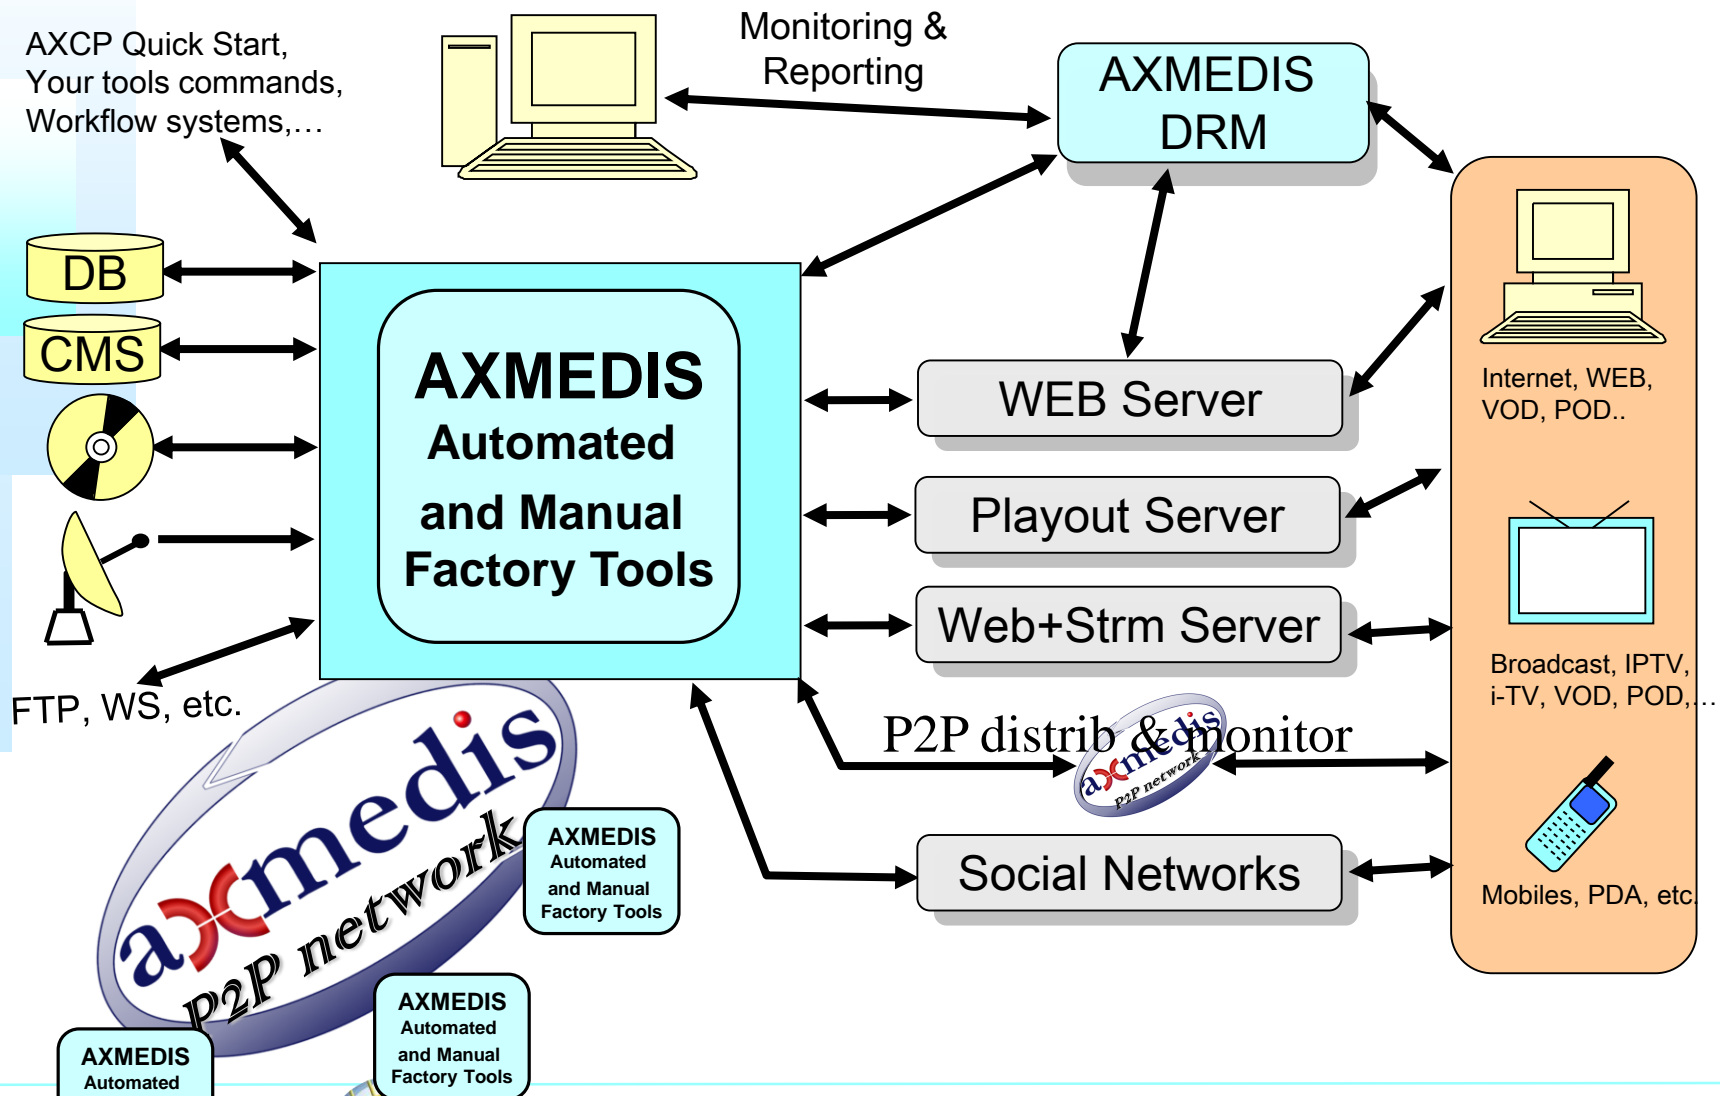 AXCP Quick Start,
Your tools commands,
Workflow systems,…
Monitoring &
Reporting
AXMEDIS
DRM
DB
CMS
FTP, WS, etc.
AXMEDIS
Automated
and Manual
Factory Tools
WEB Server
Playout Server
Web+Strm Server
P2P distrib & monitor
axmedis
P2P network
Social Networks
Internet, WEB,
VOD, POD..
Broadcast, IPTV,
i-TV, VOD, POD,…
Mobiles, PDA, etc.
axmedis
P2P network
AXMEDIS
Automated
and Manual
Factory Tools
AXMEDIS
Automated
and Manual
Factory Tools
AXMEDIS
Automated